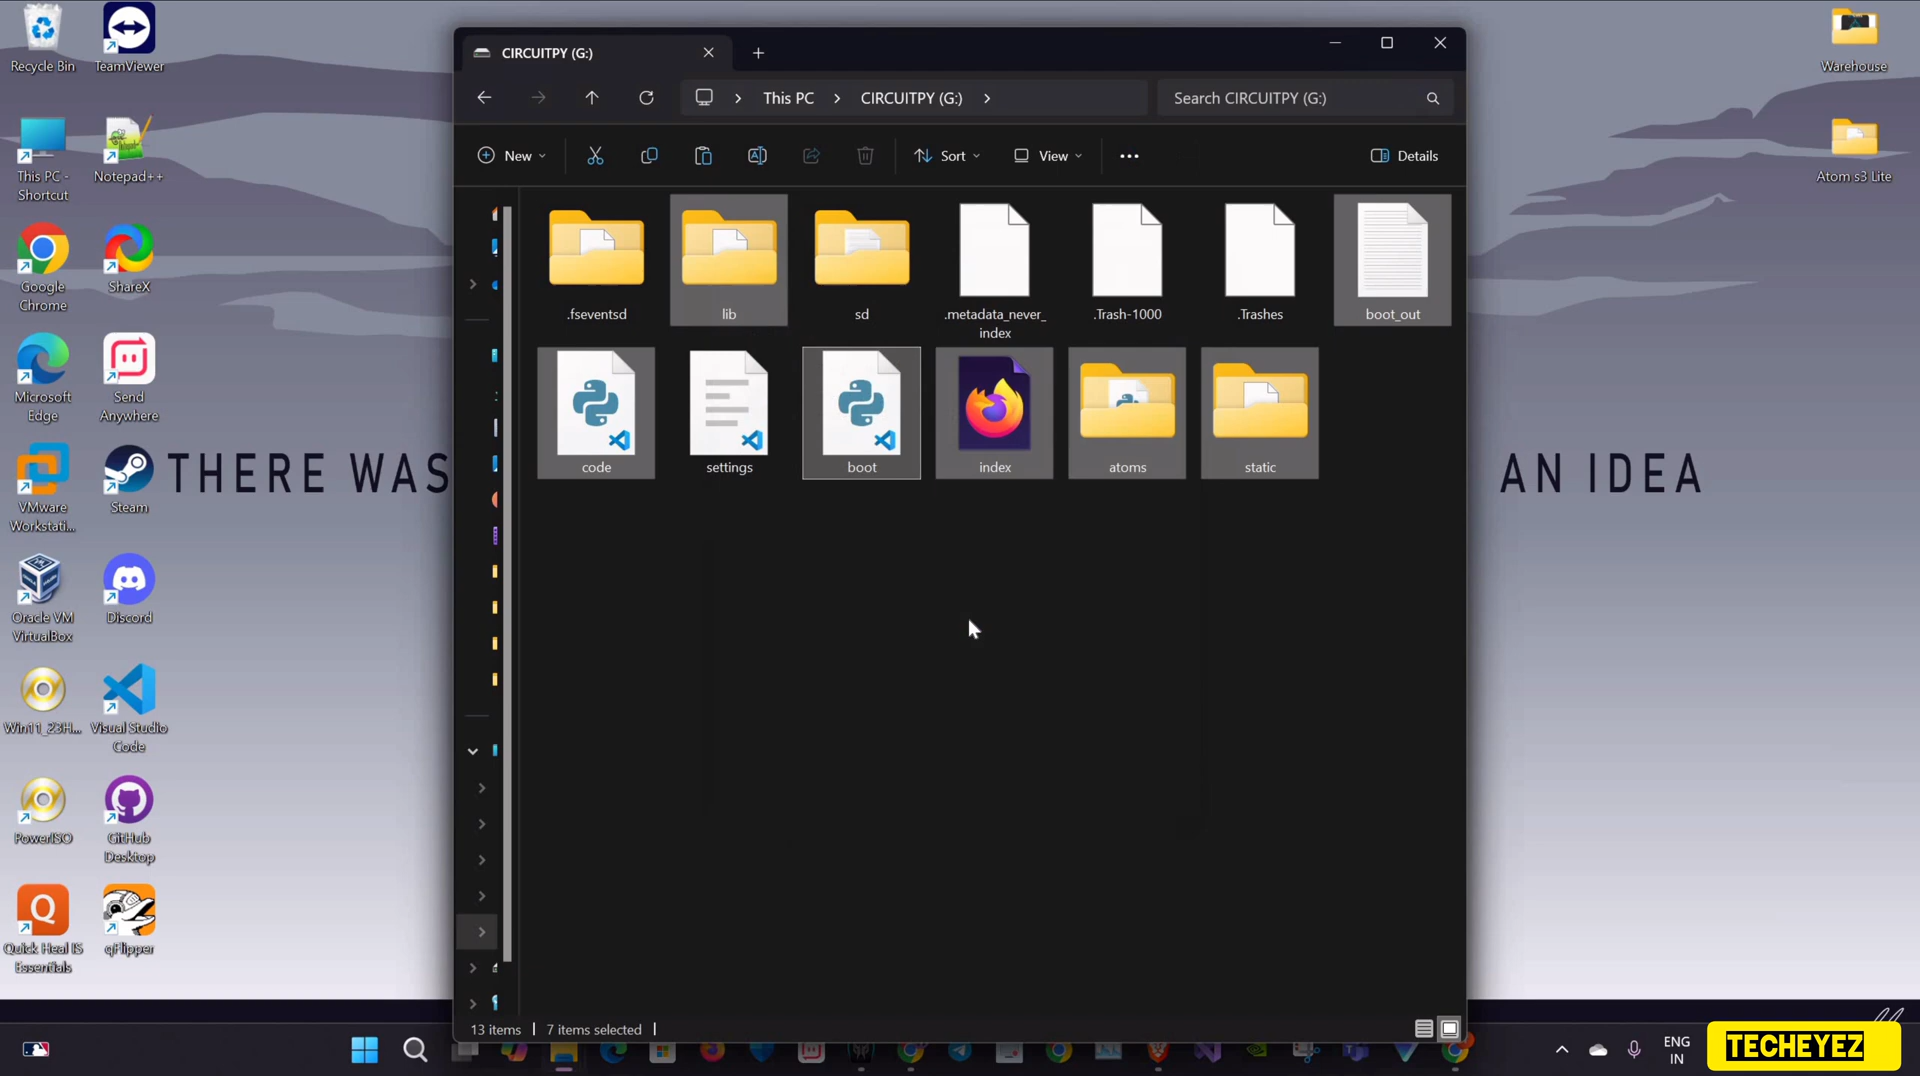 CIRCUITPY (G:)
This PC
CIRCUITPY (G:)
Search CIRCUITPY (G:)
New
Sort
View
Details
.fseventsd
lib
sd
.metadata_never_
index
.Trash-1000
.Trashes
boot_out
code
settings
boot
index
atoms
static
13 items
7 items selected
Recycle Bin
TeamViewer
This PC -
Shortcut
Notepad++
Google
Chrome
ShareX
Microsoft
Edge
Send
Anywhere
VMware
Workstati...
Steam
Oracle VM
VirtualBox
Discord
Win11_23H...
Visual Studio
Code
PowerISO
GitHub
Desktop
Quick Heal IS
Essentials
qFlipper
Warehouse
Atom s3 Lite
THERE WAS
AN IDEA
ENG
IN
TECHEYEZ